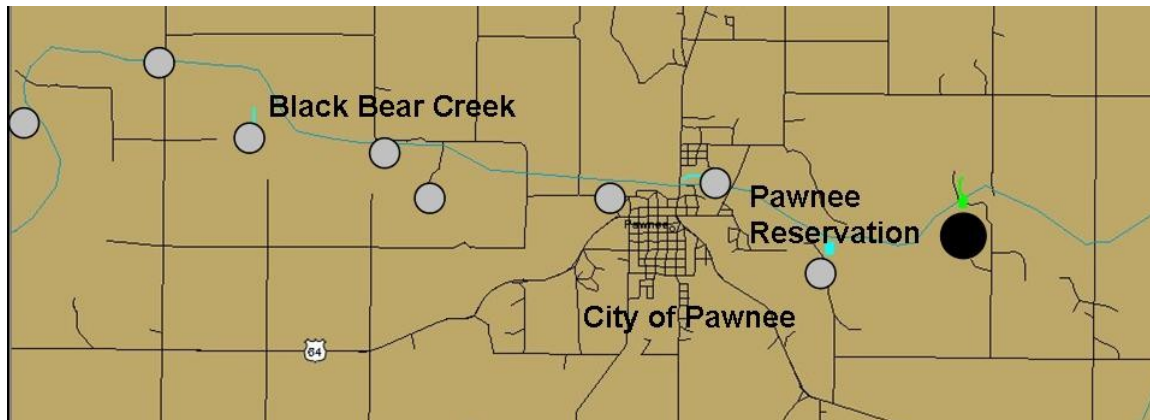 Black Bear Creek
Pawnee
Reservation
Pawnee
City of Pawnee
64